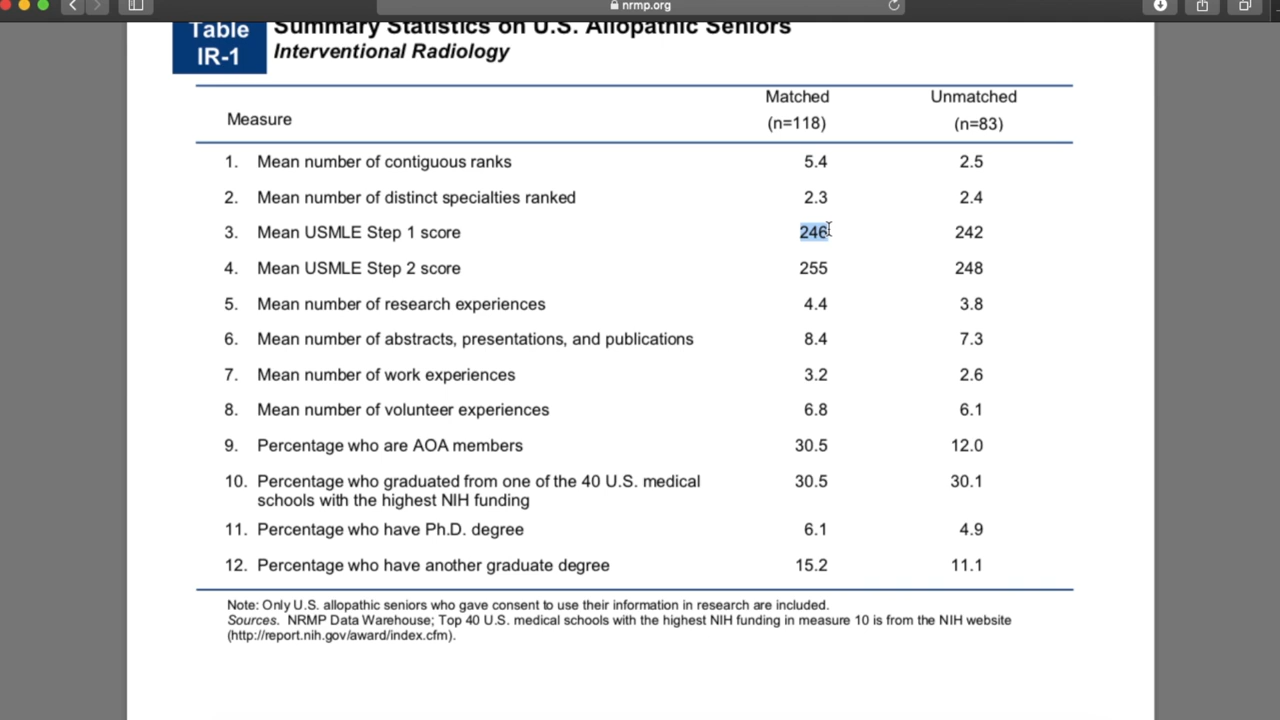 nrmp.org
Table Summary Statistics on U.S. Allopathic Seniors
IR-1 Interventional Radiology
Measure Matched (n=118) Unmatched (n=83)
1. Mean number of contiguous ranks 5.4 2.5
2. Mean number of distinct specialties ranked 2.3 2.4
3. Mean USMLE Step 1 score 246 242
4. Mean USMLE Step 2 score 255 248
5. Mean number of research experiences 4.4 3.8
6. Mean number of abstracts, presentations, and publications 8.4 7.3
7. Mean number of work experiences 3.2 2.6
8. Mean number of volunteer experiences 6.8 6.1
9. Percentage who are AOA members 30.5 12.0
10. Percentage who graduated from one of the 40 U.S. medical 30.5 30.1
schools with the highest NIH funding
11. Percentage who have Ph.D. degree 6.1 4.9
12. Percentage who have another graduate degree 15.2 11.1
Note: Only U.S. allopathic seniors who gave consent to use their information in research are included.
Sources. NRMP Data Warehouse; Top 40 U.S. medical schools with the highest NIH funding in measure 10 is from the NIH website
(http://report.nih.gov/award/index.cfm).